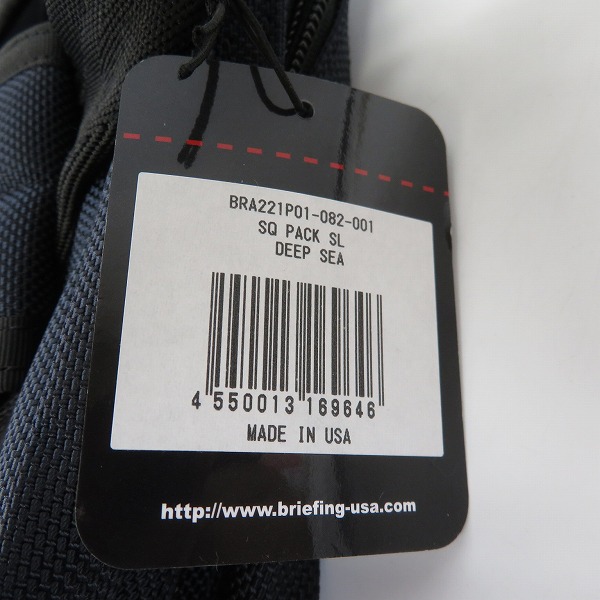 BRA221P01-082-001
SQ PACK SL
DEEP SEA
4 550013 169646
MADE IN USA
http://www.briefing-usa.com